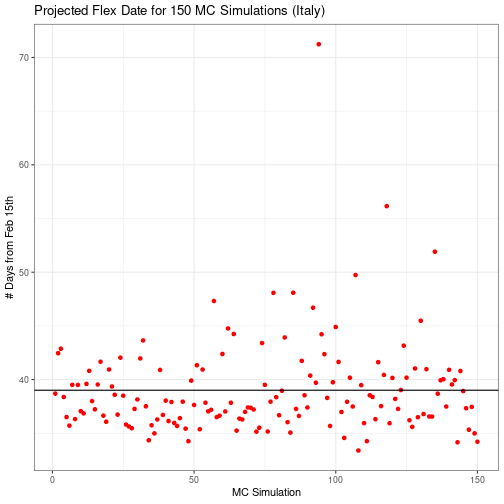 Projected Flex Date for 150 MC Simulations (Italy)
# Days from Feb 15th
70
60
50
40
0
50
100
150
MC Simulation